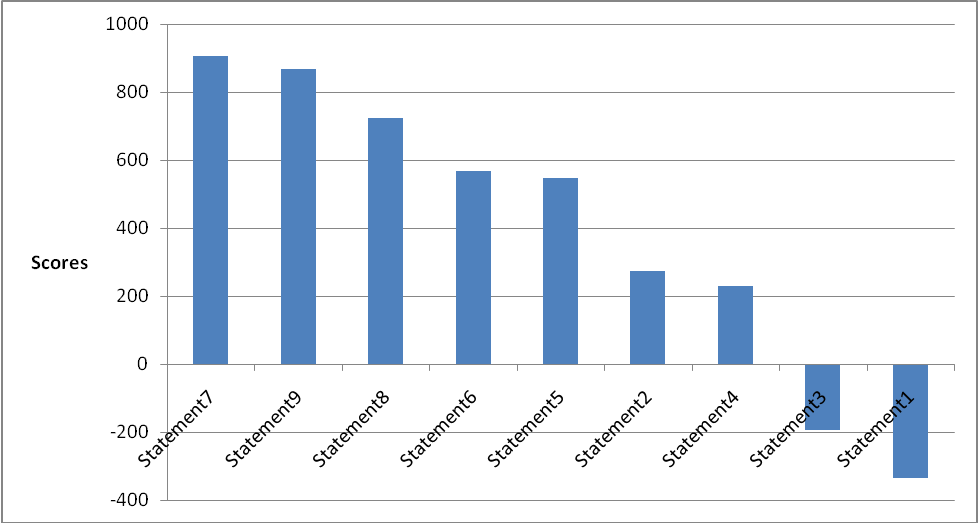 1000
800
600
400
200
0
-200
-400
Scores
Statement7
Statement9
Statement8
Statement6
Statement5
Statement2
Statement4
Statement3
Statement1